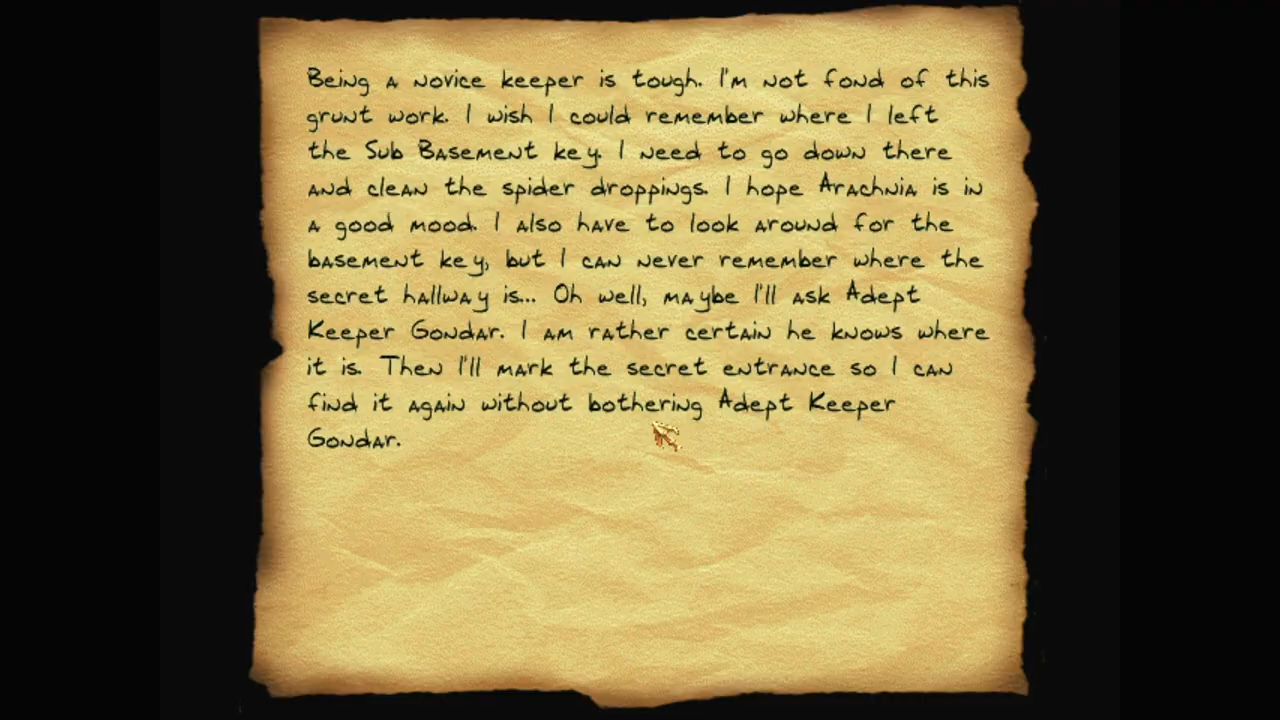 Being a novice keeper is tough. I'm not fond of this
grunt work. I wish I could remember where I left
the Sub Basement key. I need to go down there
and clean the spider droppings. I hope Arachnia is in
a good mood. I also have to look around for the
basement key, but I can never remember where the
secret hallway is... Oh well, maybe I'll ask Adept
Keeper Gondar. I am rather certain he knows where
it is. Then I'll mark the secret entrance so I can
find it again without bothering Adept Keeper
Gondar.